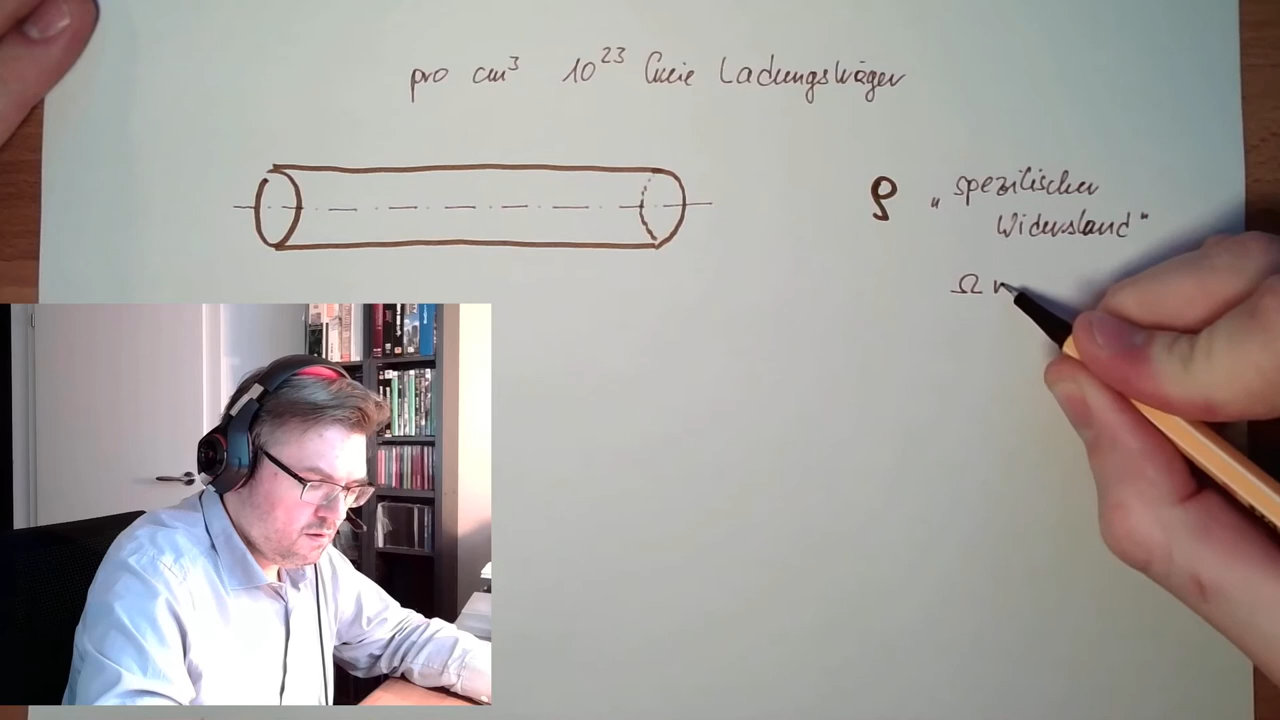 pro cm³ 10²³ freie Ladungsträger
ρ „spezifischer
Widerstand"
Ω